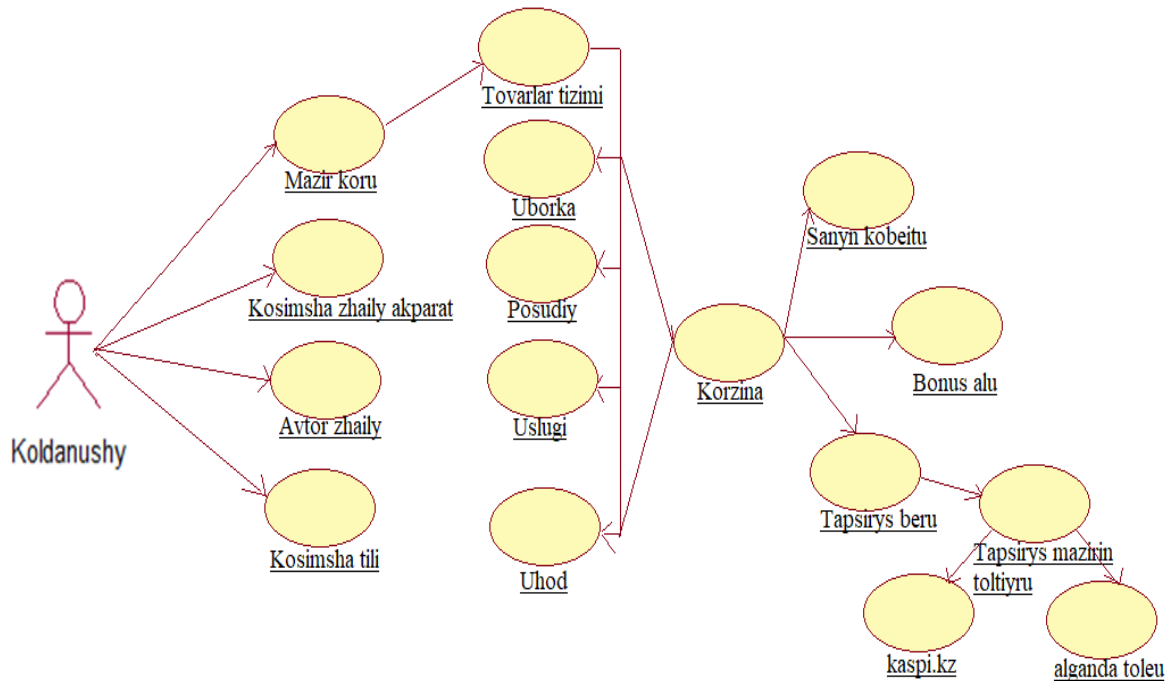 Tovarlar tizimi
Mazir koru
Uborka
Sanyn kobeitu
Kosimsha zhaily akparat
Posudiy
Bonus alu
Korzina
Avtor zhaily
Uslugi
Koldanushy
Tapsirys beru
Kosimsha tili
Tapsirys mazirin
toltiyru
Uhod
kaspi.kz
alganda toleu